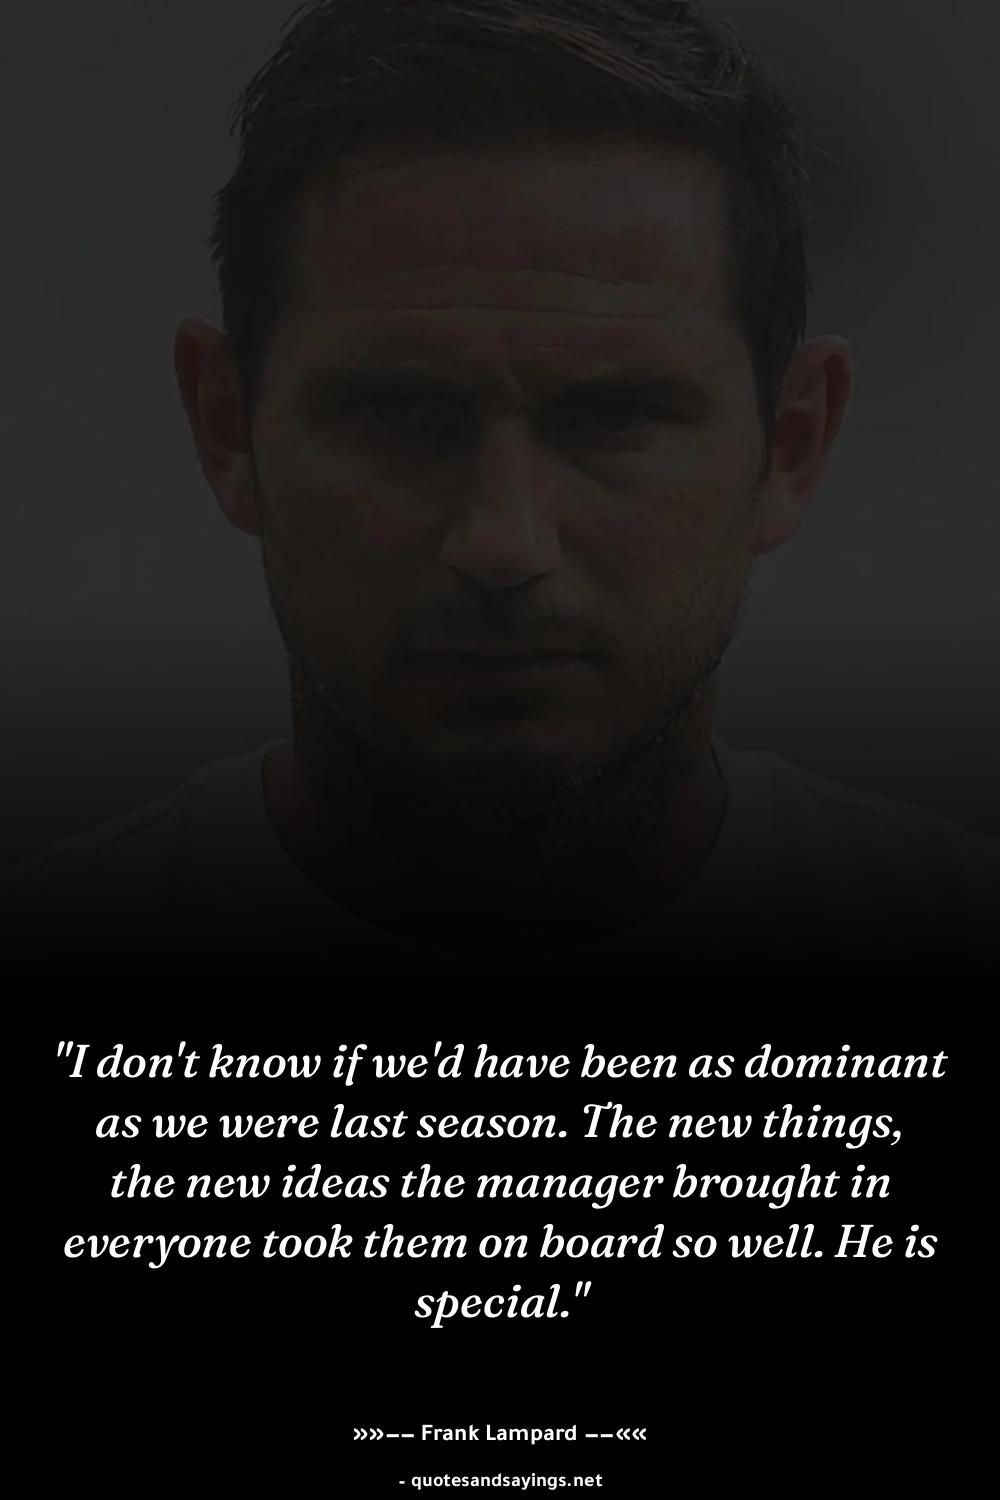 "I don't know if we'd have been as dominant
as we were last season. The new things,
the new ideas the manager brought in
everyone took them on board so well. He is
special."
»»−− Frank Lampard −−««
- quotesandsayings.net